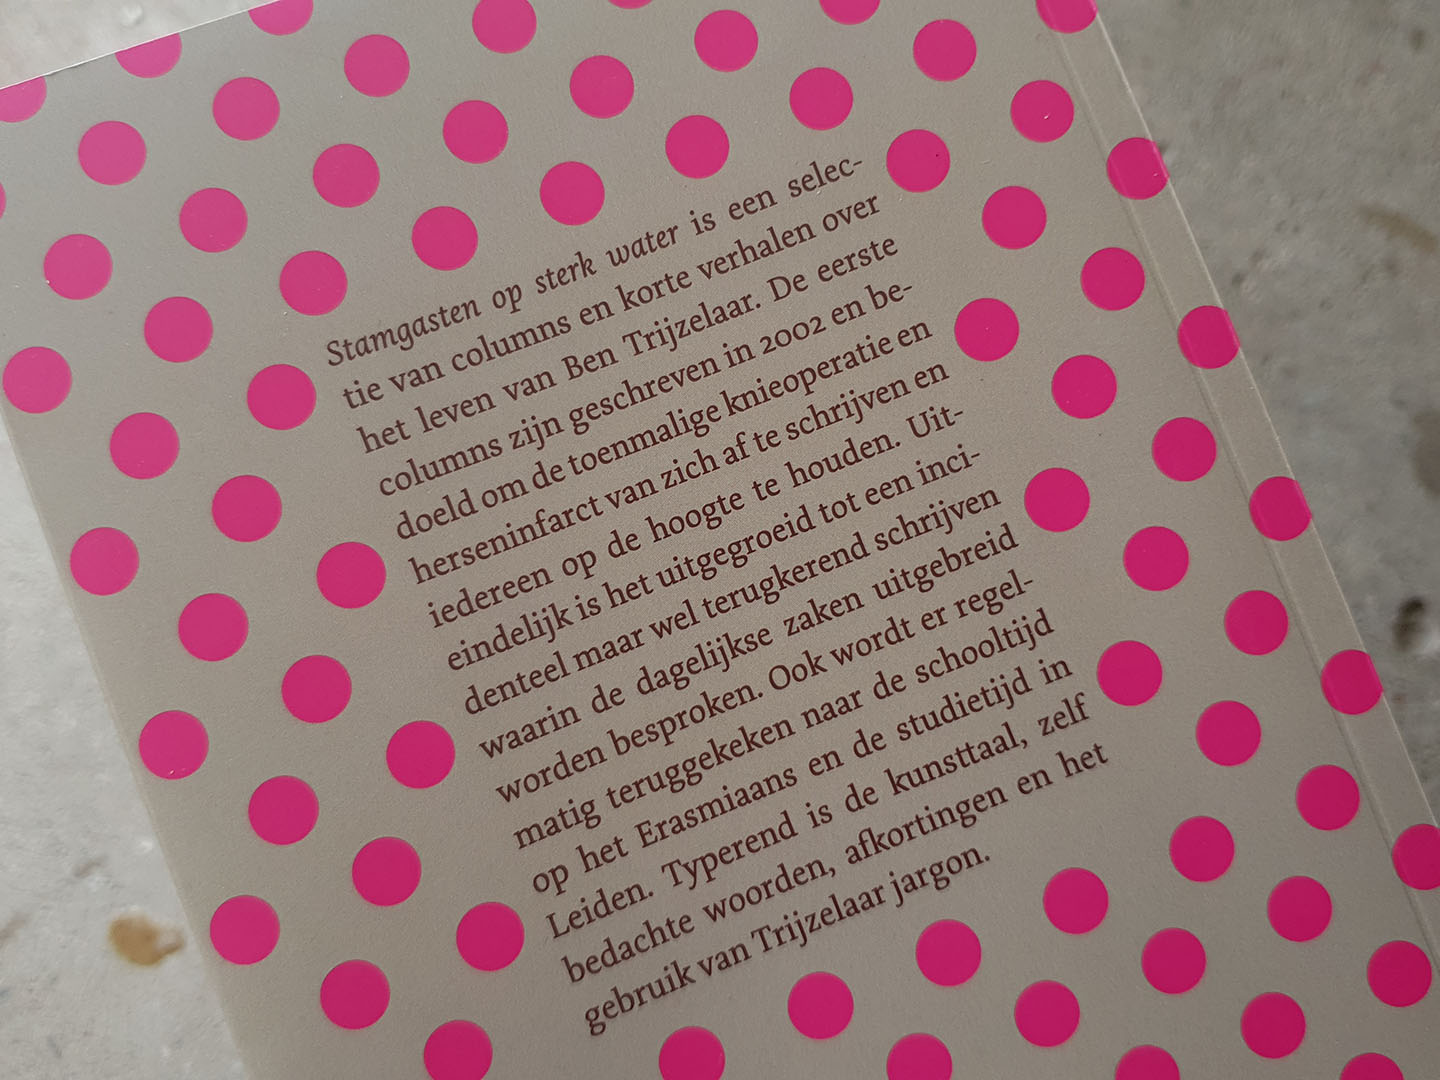 Stamgasten op sterk water is een selec-
tie van columns en korte verhalen over
het leven van Ben Trijzelaar. De eerste
columns zijn geschreven in 2002 en be-
doeld om de toenmalige knieoperatie en
herseninfarct van zich af te schrijven en
iedereen op de hoogte te houden. Uit-
eindelijk is het uitgegroeid tot een inci-
denteel maar wel terugkerend schrijven
waarin de dagelijkse zaken uitgebreid
worden besproken. Ook wordt er regel-
matig teruggekeken naar de schooltijd
op het Erasmiaans en de studietijd in
Leiden. Typerend is de kunsttaal, zelf
bedachte woorden, afkortingen en het
gebruik van Trijzelaar jargon.